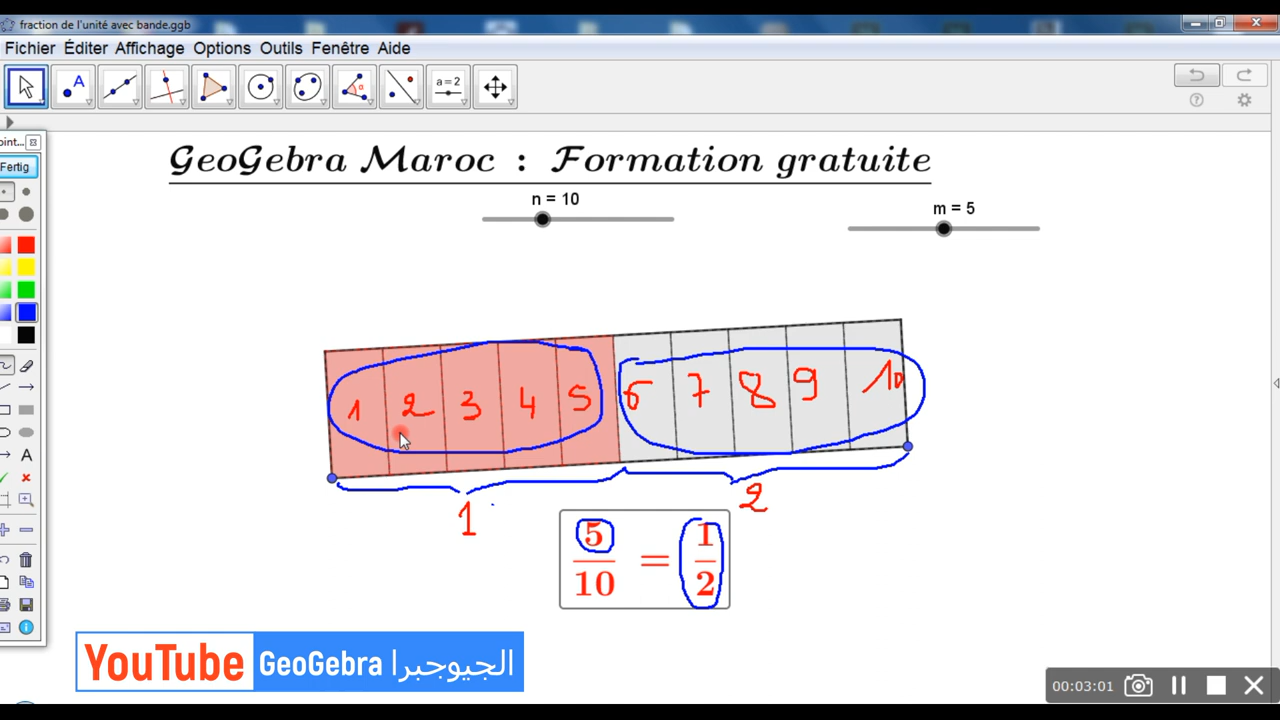 fraction de l'unité avec bande.ggb
Fichier Éditer Affichage Options Outils Fenêtre Aide
A
a=2
oint...
Fertig
GeoGebra Maroc : Formation gratuite
n = 10
m = 5
1 2 3 4 5 6 7 8 9 10
1 2
5/10 = 1/2
A
YouTube GeoGebra الجيوجبرا
00:03:01